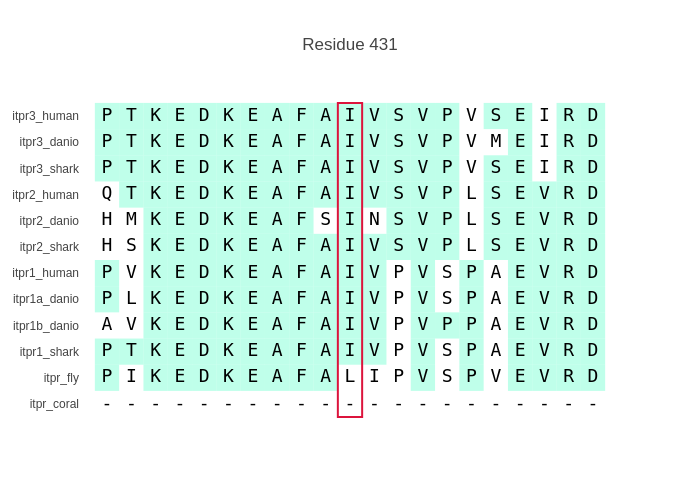 Residue 431
itpr3_human P T K E D K E A F A I V S V P V S E I R D
itpr3_danio P T K E D K E A F A I V S V P V M E I R D
itpr3_shark P T K E D K E A F A I V S V P V S E I R D
itpr2_human Q T K E D K E A F A I V S V P L S E V R D
itpr2_danio H M K E D K E A F S I N S V P L S E V R D
itpr2_shark H S K E D K E A F A I V S V P L S E V R D
itpr1_human P V K E D K E A F A I V P V S P A E V R D
itpr1a_danio P L K E D K E A F A I V P V S P A E V R D
itpr1b_danio A V K E D K E A F A I V P V P P A E V R D
itpr1_shark P T K E D K E A F A I V P V S P A E V R D
itpr_fly P I K E D K E A F A L I P V S P V E V R D
itpr_coral - - - - - - - - - - - - - - - - - - - - -